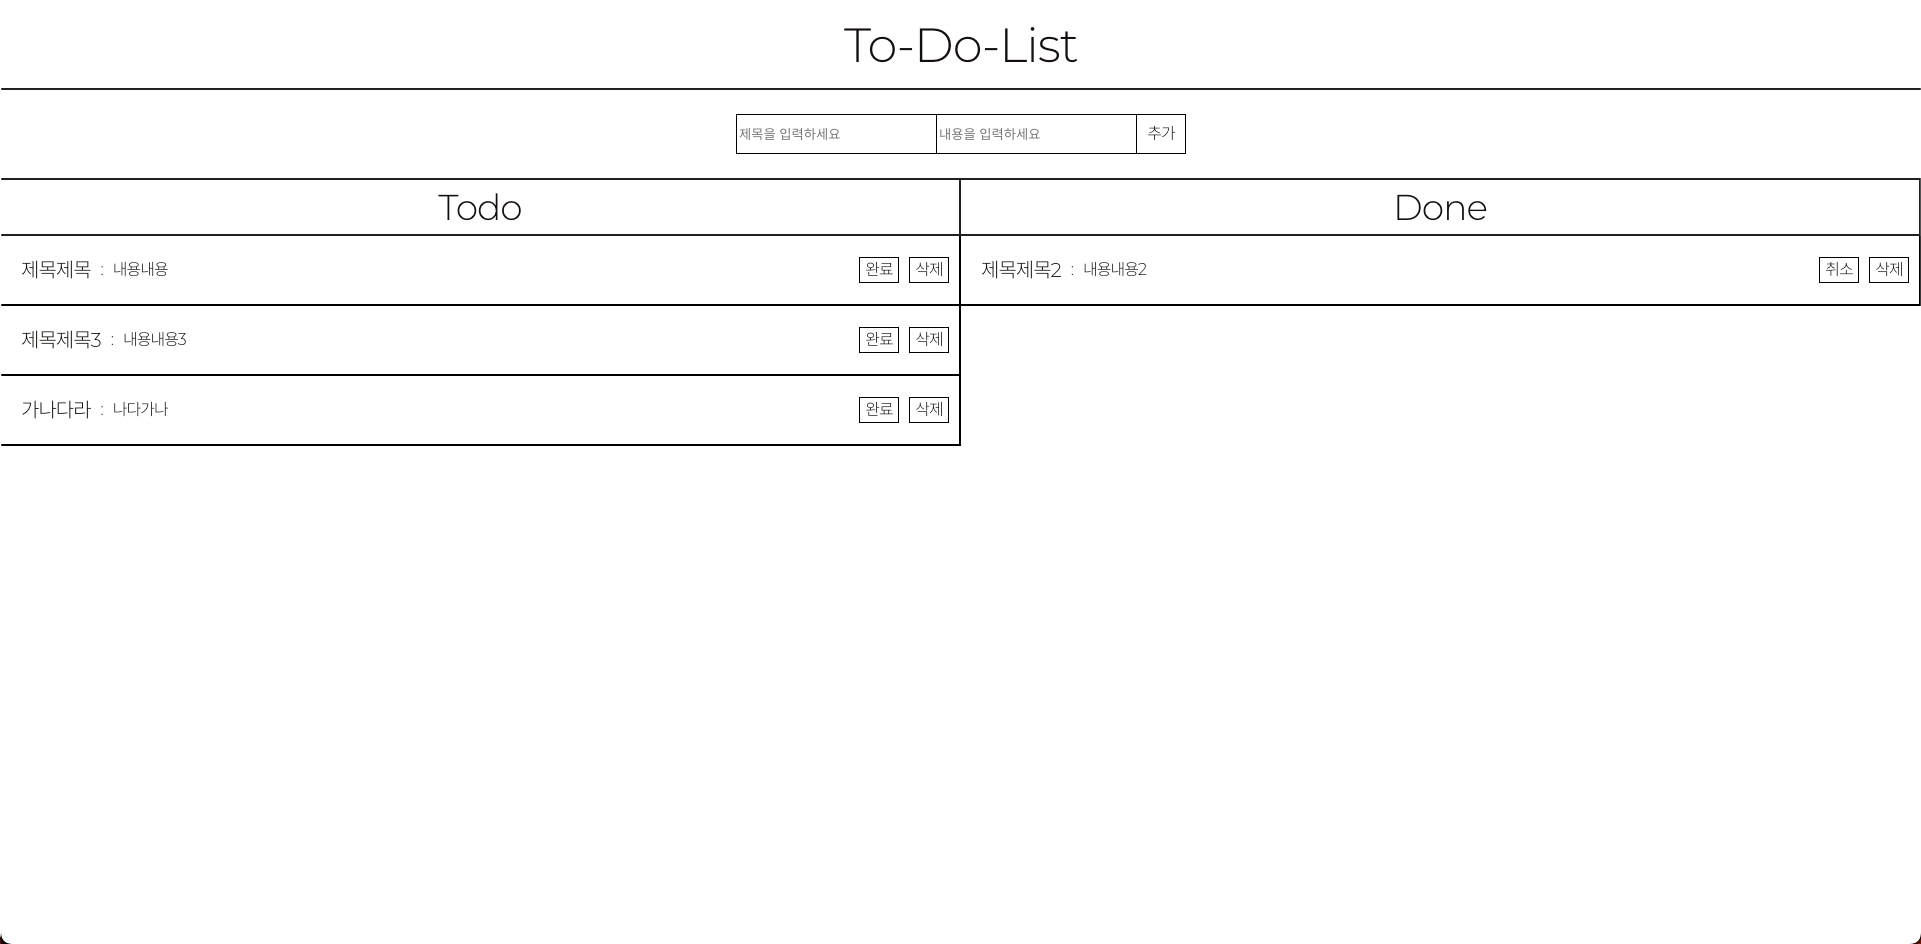 To-Do-List
제목을 입력하세요 내용을 입력하세요 추가
Todo
제목제목 : 내용내용 완료 삭제
제목제목3 : 내용내용3 완료 삭제
가나다라 : 나다가나 완료 삭제
Done
제목제목2 : 내용내용2 취소 삭제